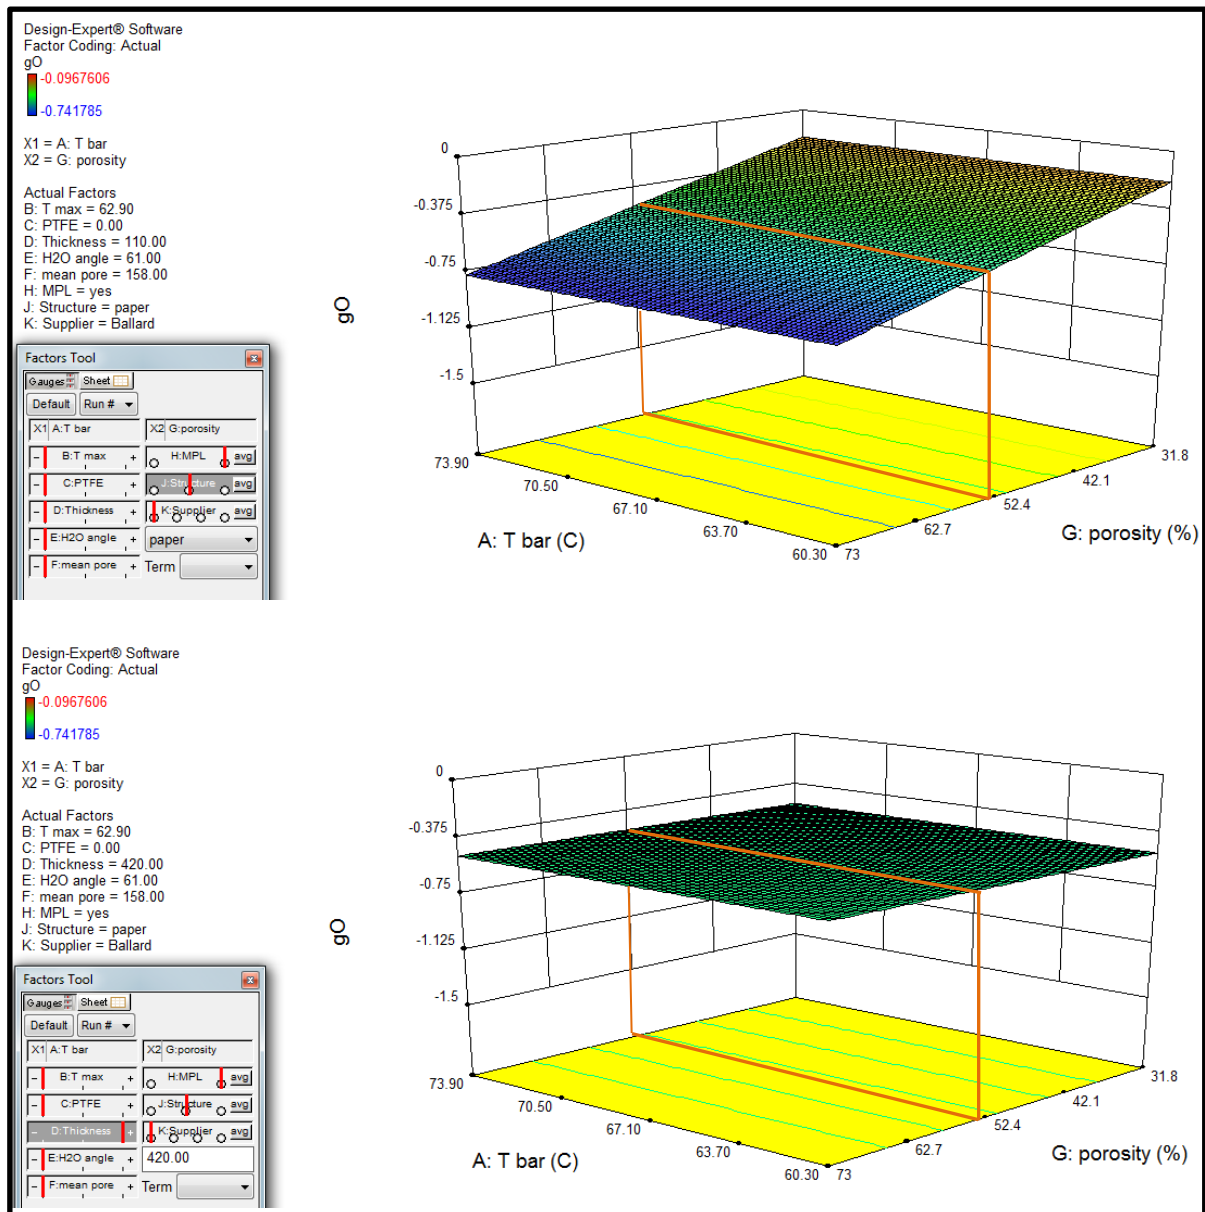 Design-Expert® Software
Factor Coding: Actual
gO
-0.0967606
-0.741785
X1 = A: T bar
X2 = G: porosity
Actual Factors
B: T max = 62.90
C: PTFE = 0.00
D: Thickness = 110.00
E: H2O angle = 61.00
F: mean pore = 158.00
H: MPL = yes
J: Structure = paper
K: Supplier = Ballard
Factors Tool
Gauges Sheet
Default Run #
X1 A:T bar X2 G:porosity
- B:T max + H:MPL avg
- C:PTFE + J:Structure avg
- D:Thickness + K:Supplier avg
- E:H2O angle + paper
- F:mean pore + Term
0
-0.375
-0.75
-1.125
-1.5
gO
73.90
70.50
67.10
63.70
60.30
A: T bar (C)
73
62.7
52.4
42.1
31.8
G: porosity (%)
Design-Expert® Software
Factor Coding: Actual
gO
-0.0967606
-0.741785
X1 = A: T bar
X2 = G: porosity
Actual Factors
B: T max = 62.90
C: PTFE = 0.00
D: Thickness = 420.00
E: H2O angle = 61.00
F: mean pore = 158.00
H: MPL = yes
J: Structure = paper
K: Supplier = Ballard
Factors Tool
Gauges Sheet
Default Run #
X1 A:T bar X2 G:porosity
- B:T max + H:MPL avg
- C:PTFE + J:Structure avg
- D:Thickness + K:Supplier avg
- E:H2O angle + 420.00
- F:mean pore + Term
0
-0.375
-0.75
-1.125
-1.5
gO
73.90
70.50
67.10
63.70
60.30
A: T bar (C)
73
62.7
52.4
42.1
31.8
G: porosity (%)